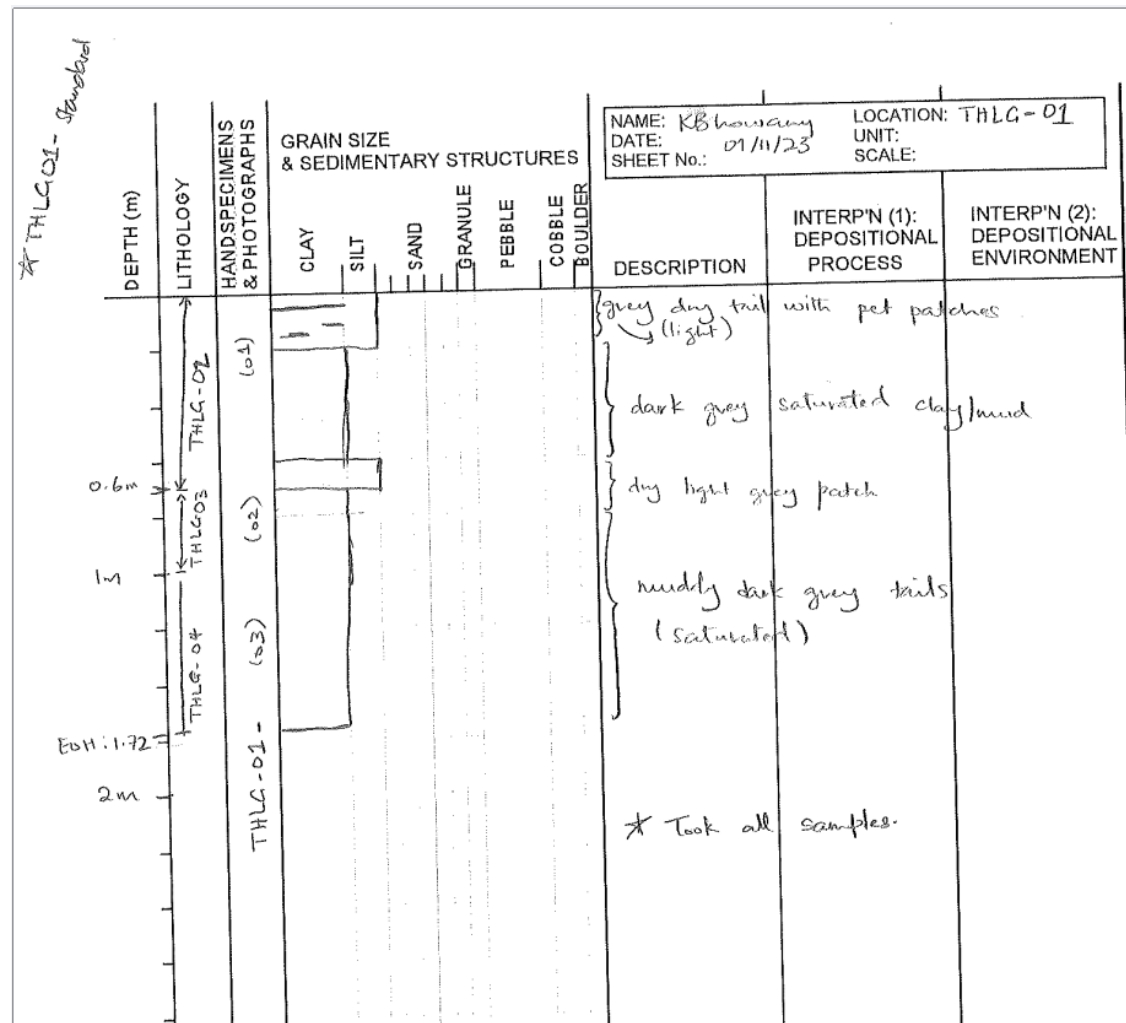 * THLG01- Standard
DEPTH (m)
LITHOLOGY
HANDSPECIMENS
& PHOTOGRAPHS
GRAIN SIZE
& SEDIMENTARY STRUCTURES
CLAY
SILT
SAND
GRANULE
PEBBLE
COBBLE
BOULDER
NAME: KBhowany
LOCATION: THLG-01
DATE: 01/11/23
UNIT:
SHEET No.:
SCALE:
DESCRIPTION
INTERP'N (1):
DEPOSITIONAL
PROCESS
INTERP'N (2):
DEPOSITIONAL
ENVIRONMENT
grey dry tail with pet patches
(light)
THLG-02
(01)
dark grey saturated clay/mud
0.6m
dry light grey patch
THLG03
(02)
1m
muddy dark grey tails
(saturated)
THLG-04
(03)
EOH: 1.72
THLG-01-
2m
* Took all samples.